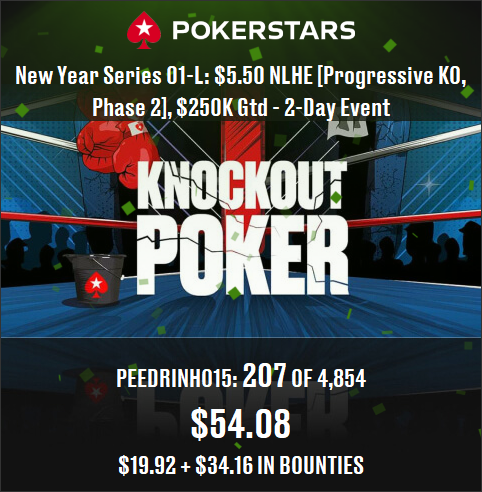 POKERSTARS
New Year Series 01-L: $5.50 NLHE [Progressive KO,
Phase 2], $250K Gtd - 2-Day Event
KNOCKOUT
POKER
PEEDRINHO15: 207 OF 4,854
$54.08
$19.92 + $34.16 IN BOUNTIES